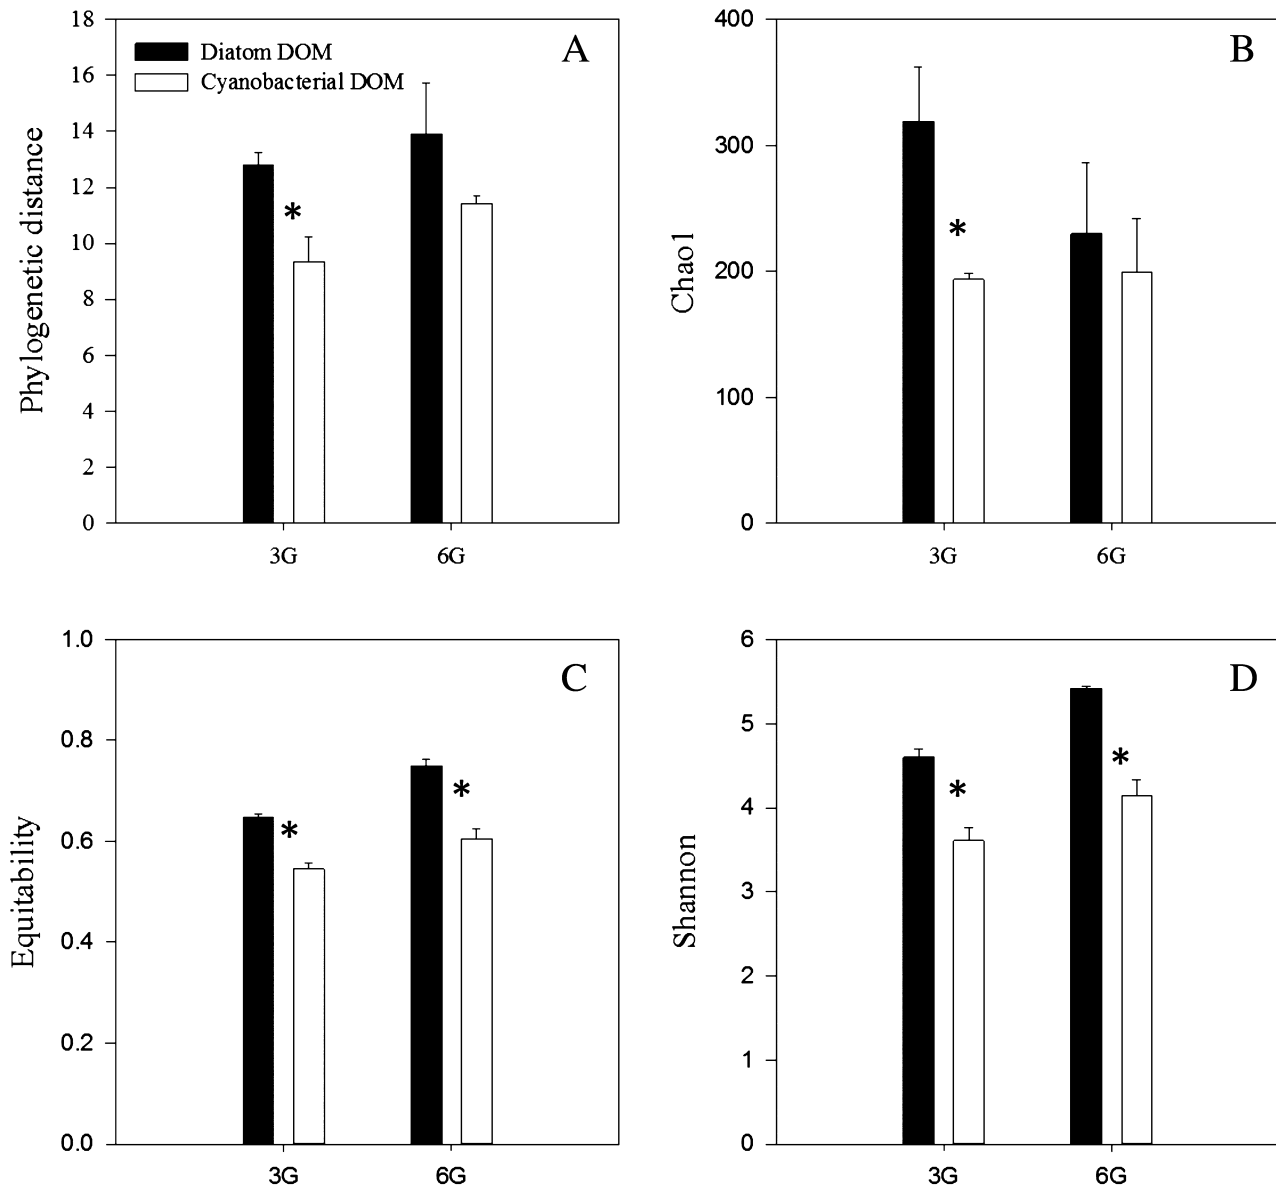 18
16
14
12
10
8
6
4
2
0
Phylogenetic distance
Diatom DOM
Cyanobacterial DOM
A
*
3G 6G
400
300
200
100
0
Chao1
B
*
3G 6G
1.0
0.8
0.6
0.4
0.2
0.0
Equitability
C
* *
3G 6G
6
5
4
3
2
1
0
Shannon
D
* *
3G 6G